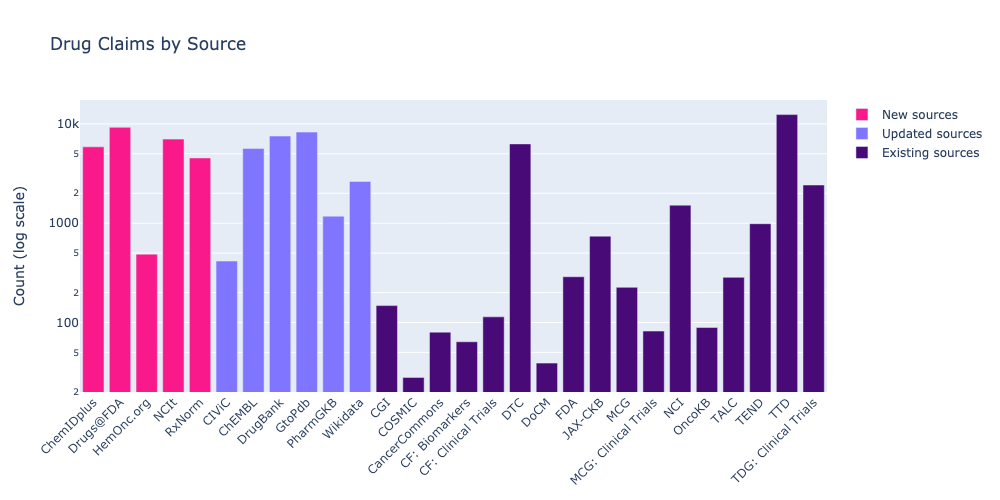 Drug Claims by Source
New sources
Updated sources
Existing sources
Count (log scale)
10k
5
2
1000
5
2
100
5
2
ChemIDplus
Drugs@FDA
HemOnc.org
NCIt
RxNorm
CIViC
ChEMBL
DrugBank
GtoPdb
PharmGKB
Wikidata
CGI
COSMIC
CancerCommons
CF: Biomarkers
CF: Clinical Trials
DTC
DoCM
FDA
JAX-CKB
MCG
MCG: Clinical Trials
NCI
OncoKB
TALC
TEND
TTD
TDG: Clinical Trials